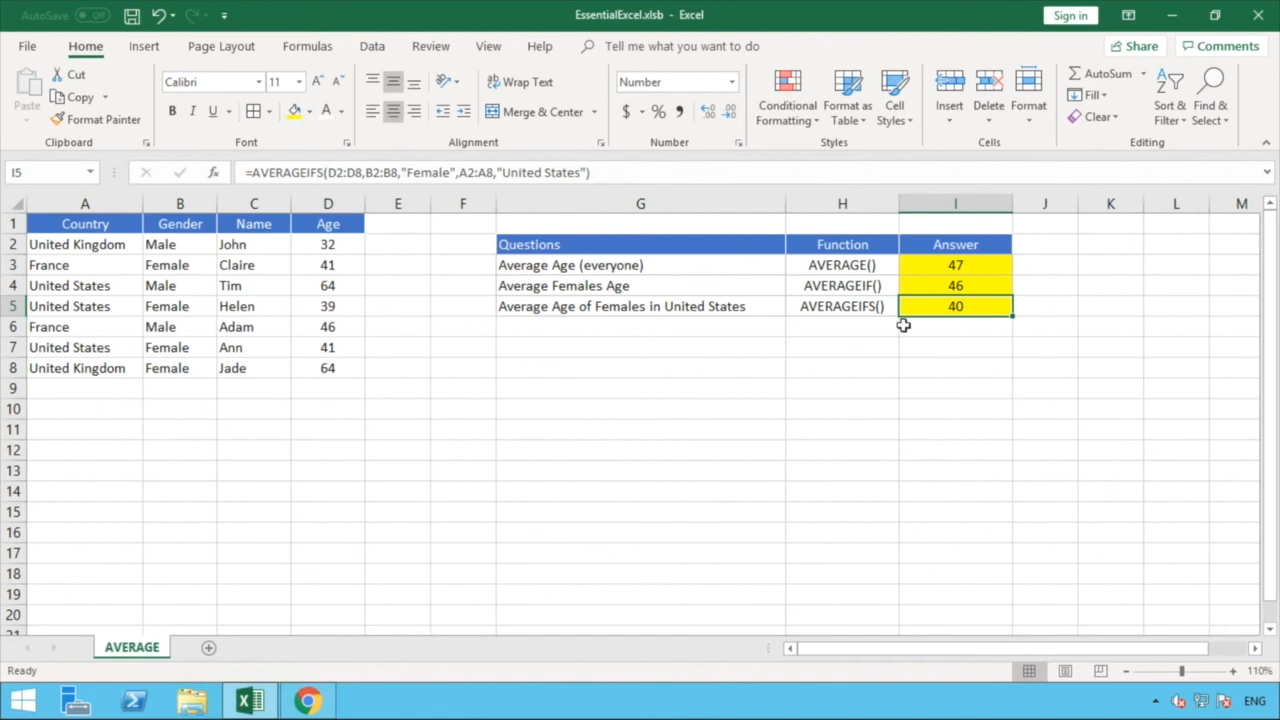 AutoSave Off
EssentialExcel.xlsb - Excel
Sign in
File Home Insert Draw Page Layout Formulas Data Review View Help Tell me what you want to do Share Comments
Paste
Cut
Copy
Format Painter
Clipboard
Calibri 11
B I U A
Font
Wrap Text
Merge & Center
Alignment
Number
$ % ,
Number
Conditional Formatting
Format as Table
Cell Styles
Styles
Insert Delete Format
Cells
AutoSum
Fill
Clear
Sort & Filter
Find & Select
Editing
I5 fx =AVERAGEIFS(D2:D8,B2:B8,"Female",A2:A8,"United States")
A B C D E F G H I J K L M
1 Country Gender Name Age
2 United Kingdom Male John 32 Questions Function Answer
3 France Female Claire 41 Average Age (everyone) AVERAGE() 47
4 United States Male Tim 64 Average Females Age AVERAGEIF() 46
5 United States Female Helen 39 Average Age of Females in United States AVERAGEIFS() 40
6 France Male Adam 46
7 United States Female Ann 41
8 United Kingdom Female Jade 64
9
10
11
12
13
14
15
16
17
18
19
20
21
AVERAGE
Ready
110%
ENG